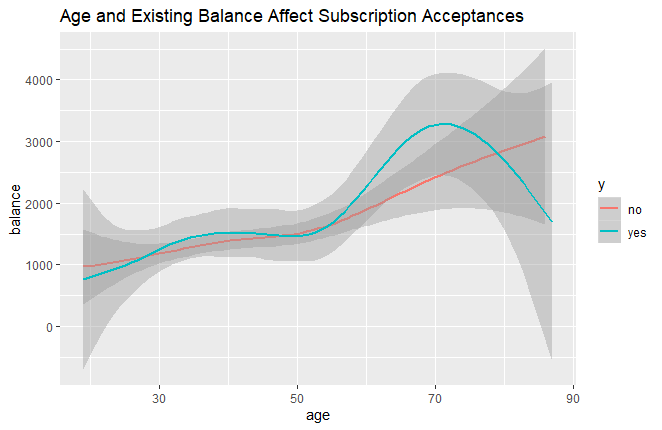 Age and Existing Balance Affect Subscription Acceptances
4000
3000
2000
1000
0
balance
30
50
70
90
age
y
no
yes